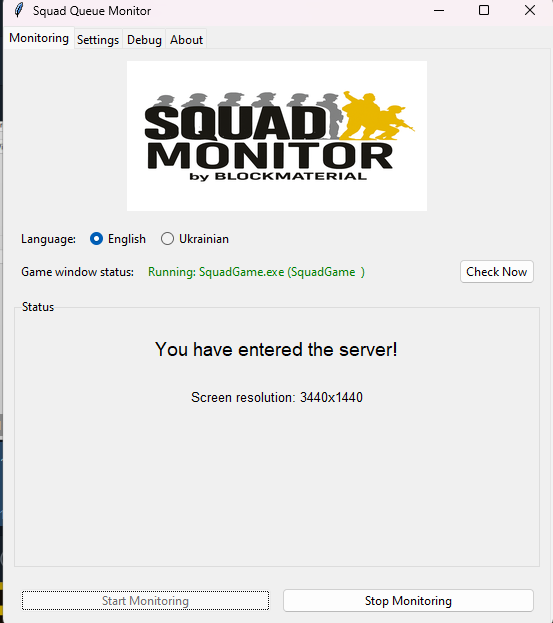 Squad Queue Monitor
Monitoring Settings Debug About
SQUAD
MONITOR
by BLOCKMATERIAL
Language: English Ukrainian
Game window status: Running: SquadGame.exe (SquadGame  ) Check Now
Status
You have entered the server!
Screen resolution: 3440x1440
Start Monitoring Stop Monitoring